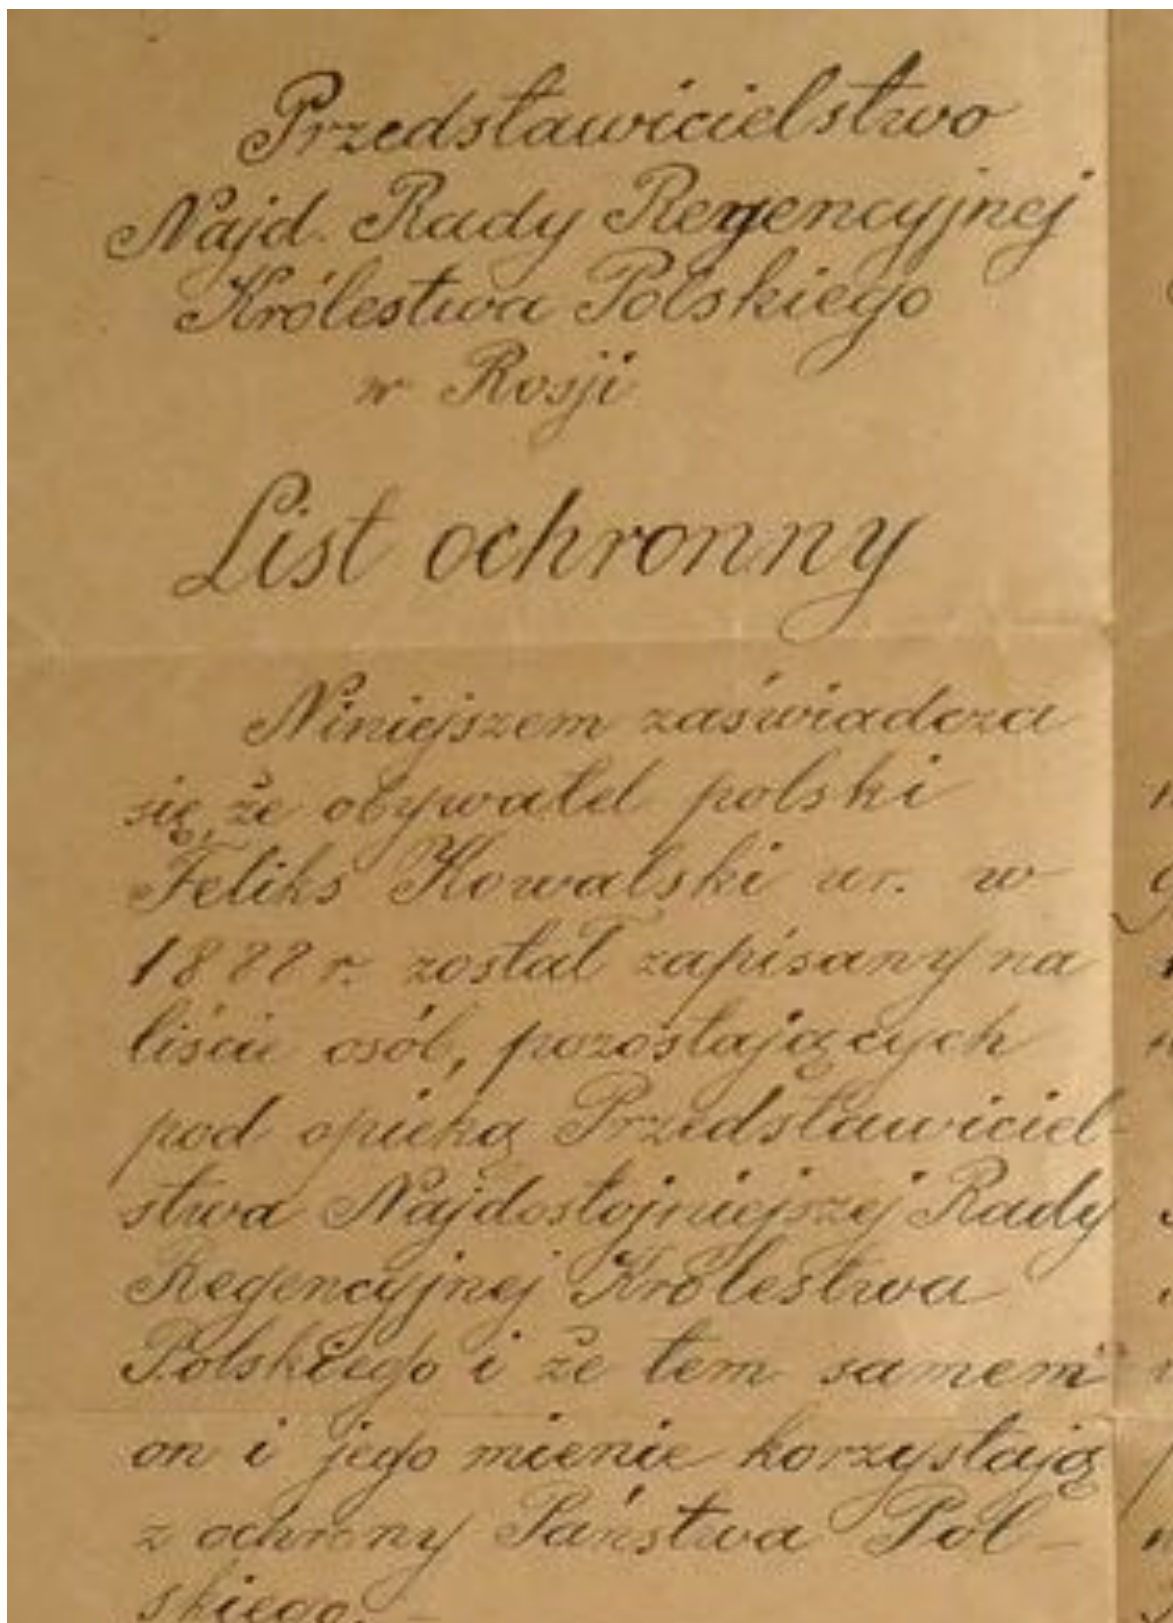 Przedstawicielstwo
Najd. Rady Regencyjnej
Królestwa Polskiego
w Rosji
List ochronny
Niniejszem zaświadcza
się, że obywatel polski
Feliks Kowalski ur. w
1888 r. został zapisany na
liście osób, pozostających
pod opieką Przedstawiciel-
stwa Najdostojniejszej Rady
Regencyjnej Królestwa
Polskiego i że tem samem
on i jego mienie korzystają
z ochrony Państwa Pol-
skiego. -